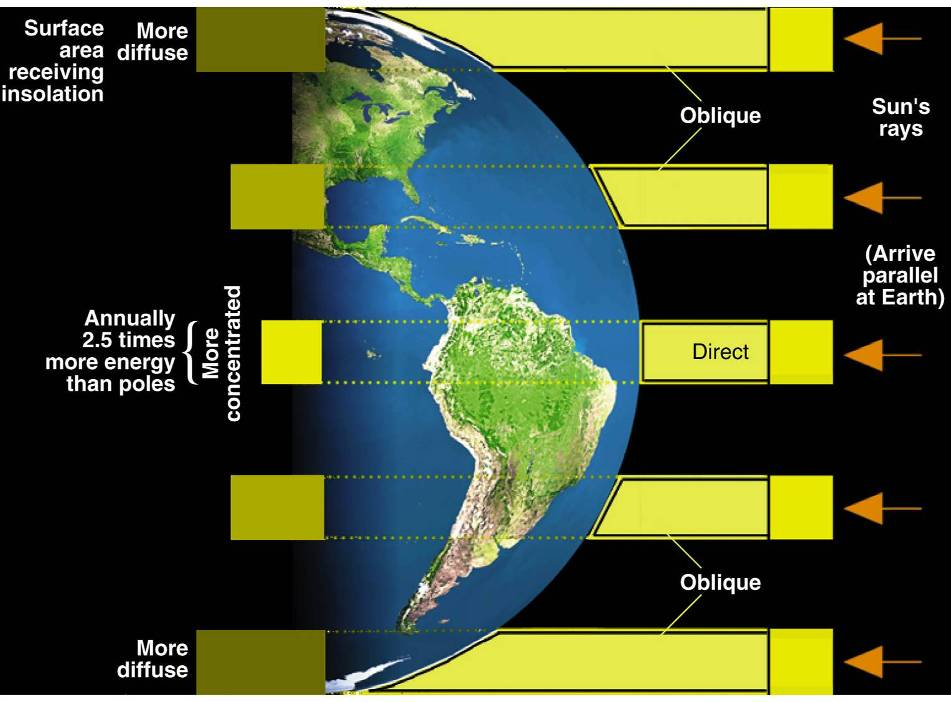 Surface
area
receiving
insolation
More
diffuse
Oblique
Sun's
rays
(Arrive
parallel
at Earth)
Annually
2.5 times
more energy
than poles
More
concentrated
Direct
Oblique
More
diffuse